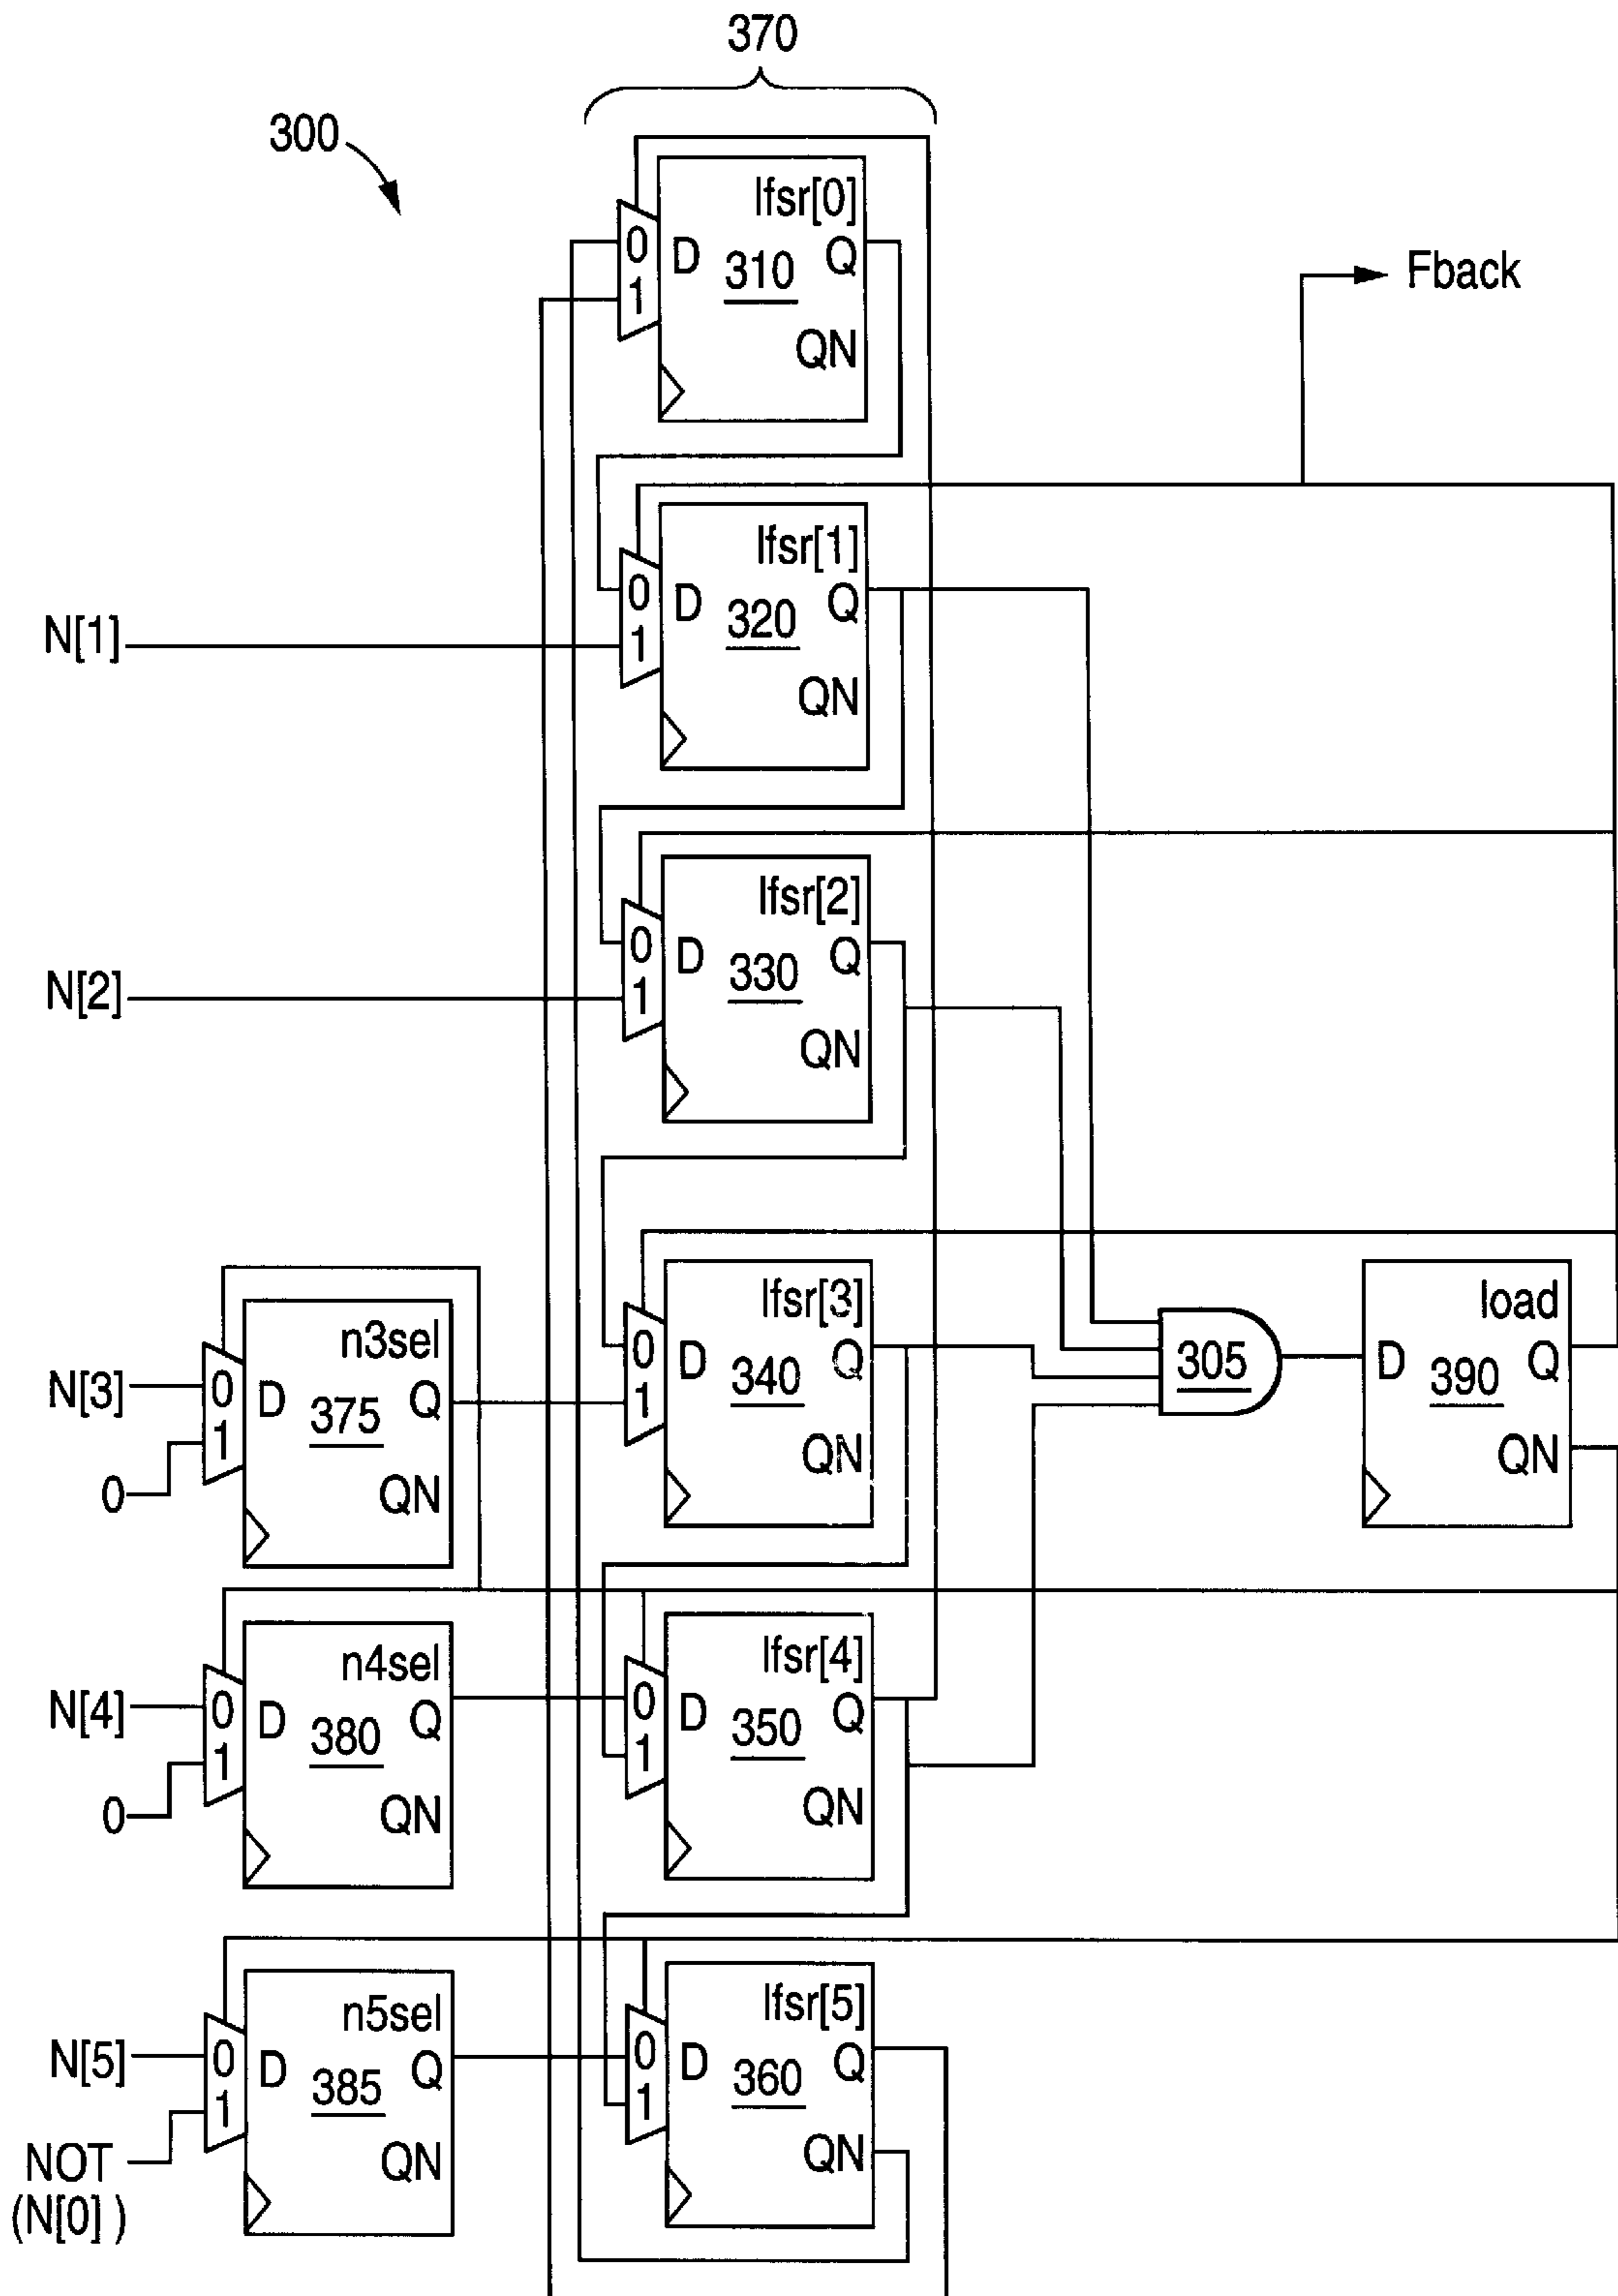 370
300
lfsr[0]
0
D
310
Q
1
QN
Fback
lfsr[1]
0
D
320
Q
N[1]
1
QN
lfsr[2]
0
D
330
Q
N[2]
1
QN
n3sel
N[3]
0
D
375
Q
1
0
QN
lfsr[3]
0
D
340
Q
1
QN
305
load
D
390
Q
QN
n4sel
N[4]
0
D
380
Q
1
0
QN
lfsr[4]
0
D
350
Q
1
QN
n5sel
N[5]
0
D
385
Q
1
NOT
(N[0] )
QN
lfsr[5]
0
D
360
Q
1
QN